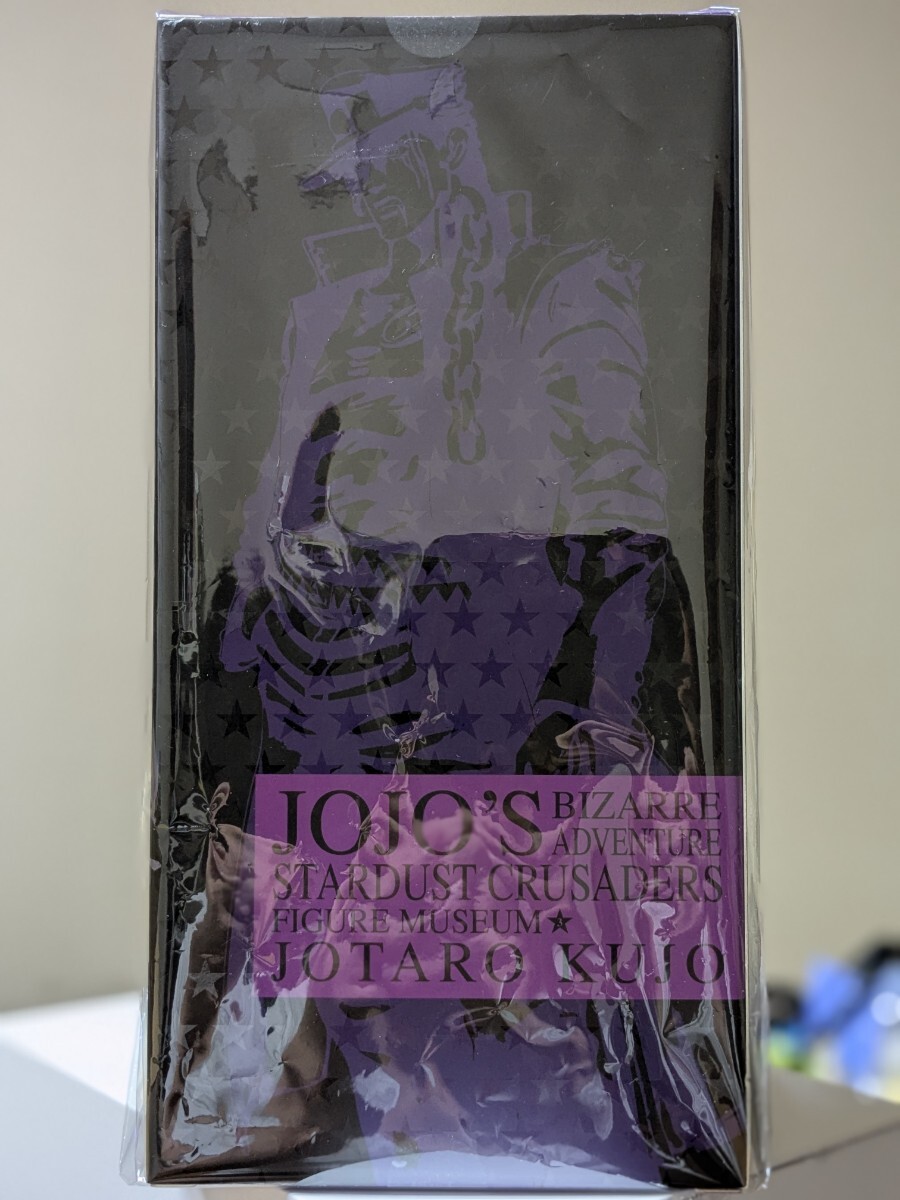 JOJO'S BIZARRE
ADVENTURE
STARDUST CRUSADERS
FIGURE MUSEUM★
JOTARO KUJO